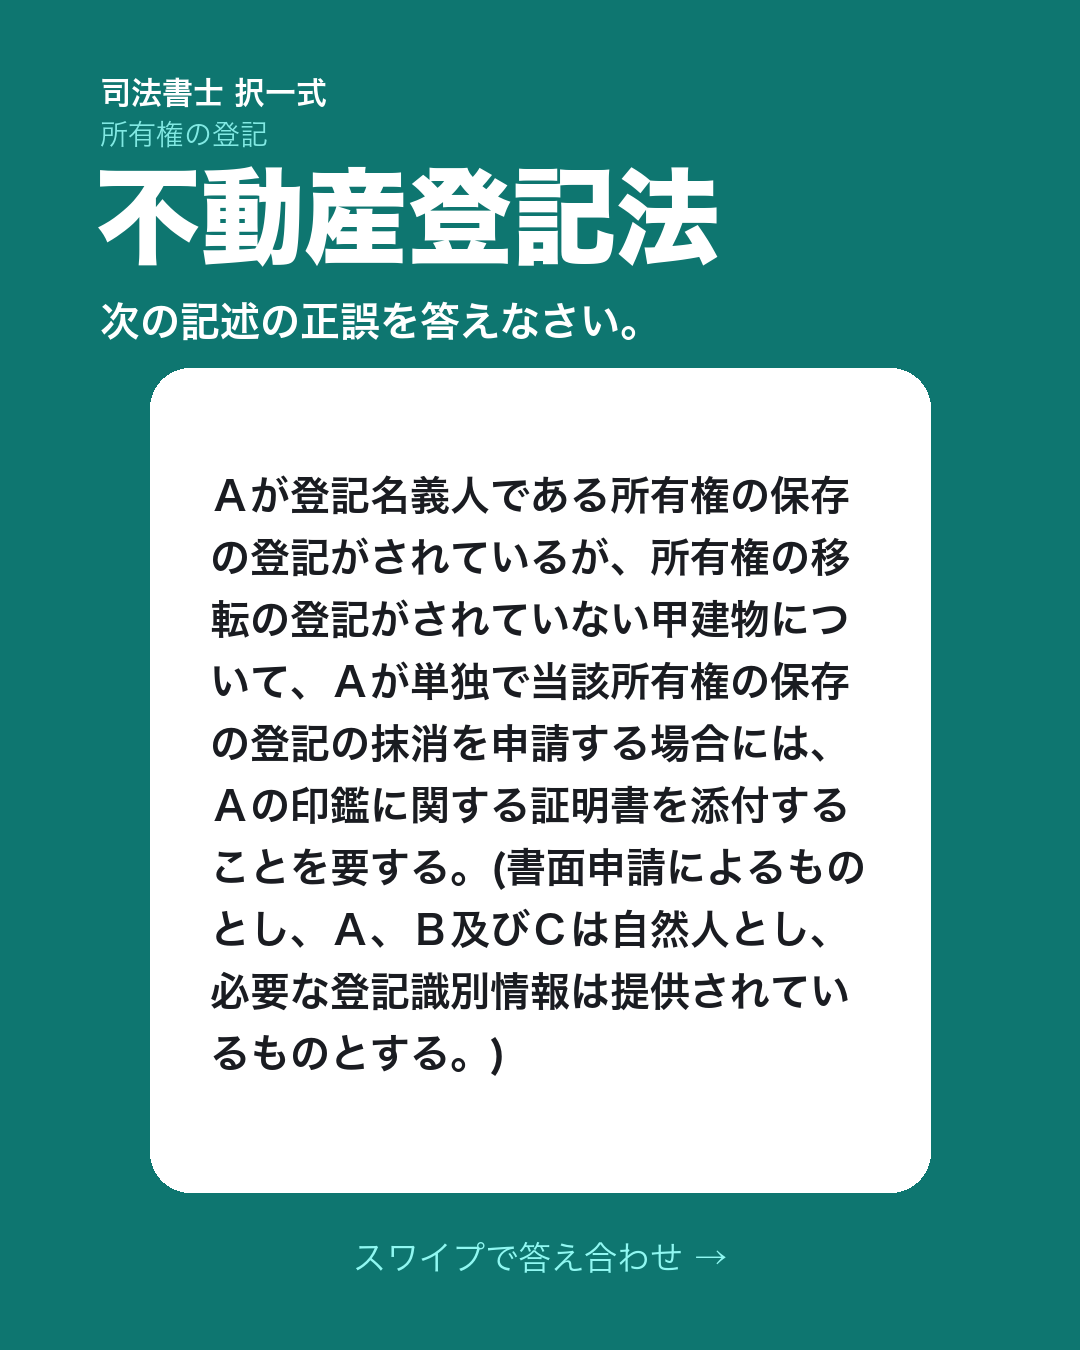 司法書士 択一式
所有権の登記
不動産登記法
次の記述の正誤を答えなさい。
Ａが登記名義人である所有権の保存
の登記がされているが、所有権の移
転の登記がされていない甲建物につ
いて、Ａが単独で当該所有権の保存
の登記の抹消を申請する場合には、
Ａの印鑑に関する証明書を添付する
ことを要する。(書面申請によるもの
とし、Ａ、Ｂ及びＣは自然人とし、
必要な登記識別情報は提供されてい
るものとする。)
スワイプで答え合わせ →